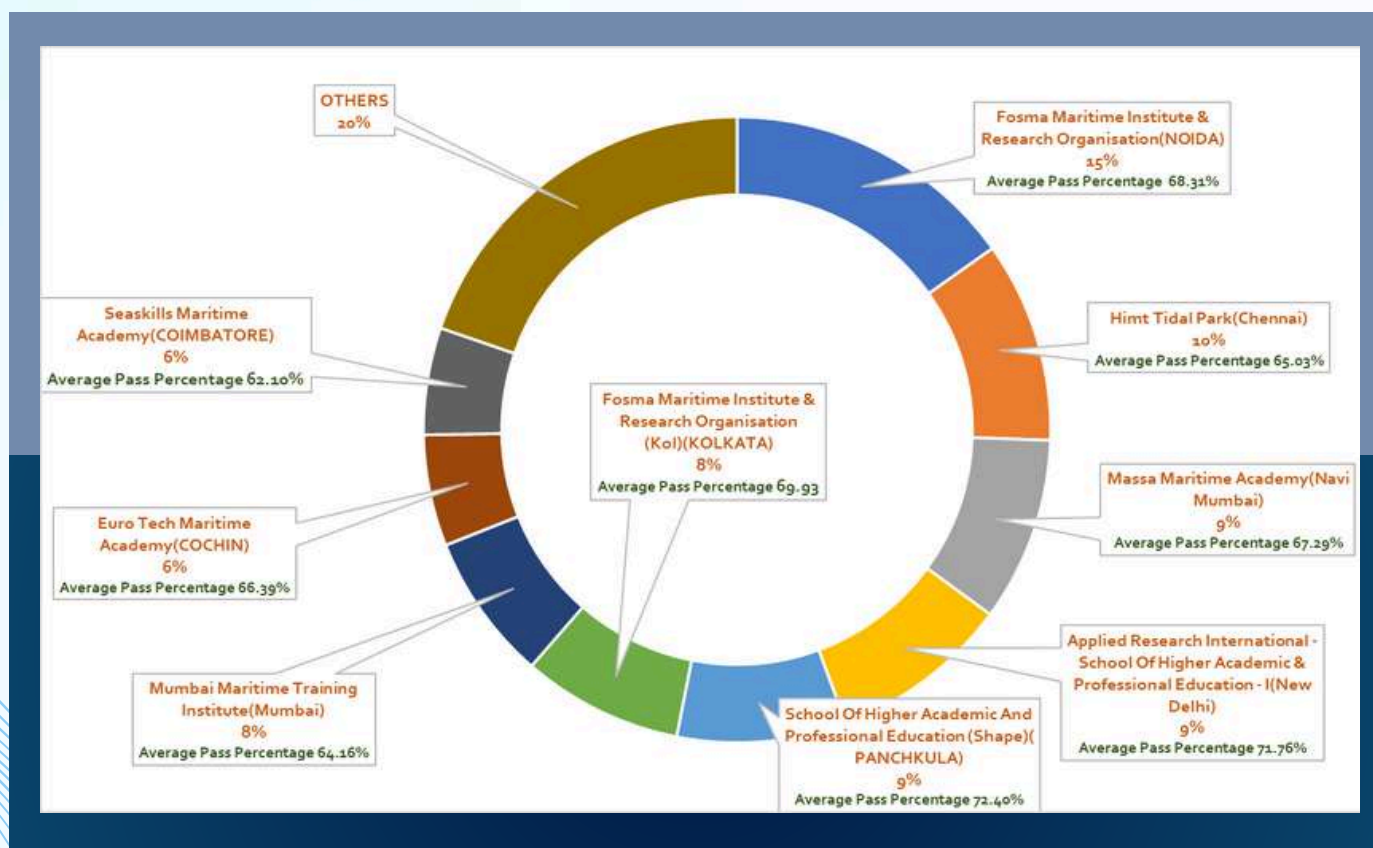 OTHERS
20%
Fosma Maritime Institute &
Research Organisation(NOIDA)
15%
Average Pass Percentage 68.31%
Himt Tidal Park(Chennai)
10%
Average Pass Percentage 65.03%
Massa Maritime Academy(Navi
Mumbai)
9%
Average Pass Percentage 67.29%
Applied Research International -
School Of Higher Academic &
Professional Education - I(New
Delhi)
9%
Average Pass Percentage 71.76%
School Of Higher Academic And
Professional Education (Shape)(
PANCHKULA)
9%
Average Pass Percentage 72.40%
Fosma Maritime Institute &
Research Organisation
(Kol)(KOLKATA)
8%
Average Pass Percentage 69.93
Mumbai Maritime Training
Institute(Mumbai)
8%
Average Pass Percentage 64.16%
Euro Tech Maritime
Academy(COCHIN)
6%
Average Pass Percentage 66.39%
Seaskills Maritime
Academy(COIMBATORE)
6%
Average Pass Percentage 62.10%